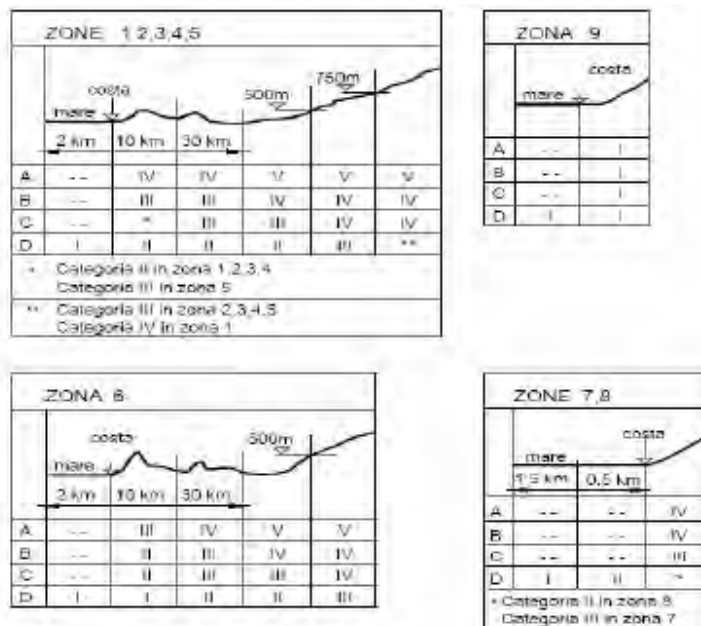 ZONE 1,2,3,4,5
costa
mare
500m
750m
2 km 10 km 30 km
A -- IV IV V V V
B -- III III IV IV IV
C -- * III III IV IV
D I II II II III **
* Categoria II in zona 1,2,3,4
Categoria III in zona 5
** Categoria III in zona 2,3,4,5
Categoria IV in zona 1
ZONA 9
costa
mare
A -- I
B -- I
C -- I
D I I
ZONA 6
costa
mare
500m
2 km 10 km 30 km
A -- III IV V V
B -- II III IV IV
C -- II III III IV
D I I II II III
ZONE 7,8
costa
mare
1.5 km 0.5 km
A -- -- IV
B -- -- IV
C -- -- III
D I II *
* Categoria II in zona 8
Categoria III in zona 7